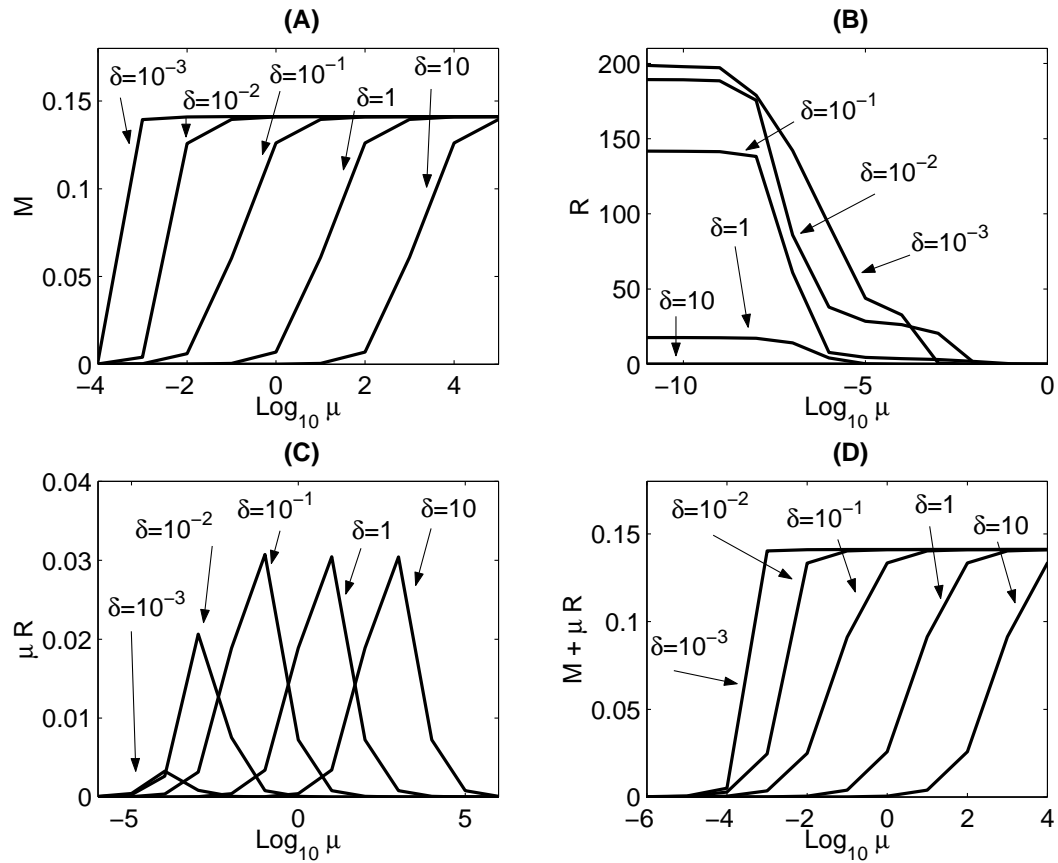 (A)
δ=10⁻³
δ=10⁻²
δ=10⁻¹
δ=1
δ=10
0.15
0.1
0.05
0
M
−4
−2
0
2
4
Log₁₀ μ
(B)
200
150
100
50
0
R
δ=10⁻¹
δ=10⁻²
δ=1
δ=10⁻³
δ=10
−10
−5
0
Log₁₀ μ
(C)
0.04
0.03
0.02
0.01
0
μ R
δ=10⁻²
δ=10⁻¹
δ=1
δ=10
δ=10⁻³
−5
0
5
Log₁₀ μ
(D)
0.15
0.1
0.05
0
M + μ R
δ=10⁻²
δ=10⁻¹
δ=1
δ=10
δ=10⁻³
−6
−4
−2
0
2
4
Log₁₀ μ